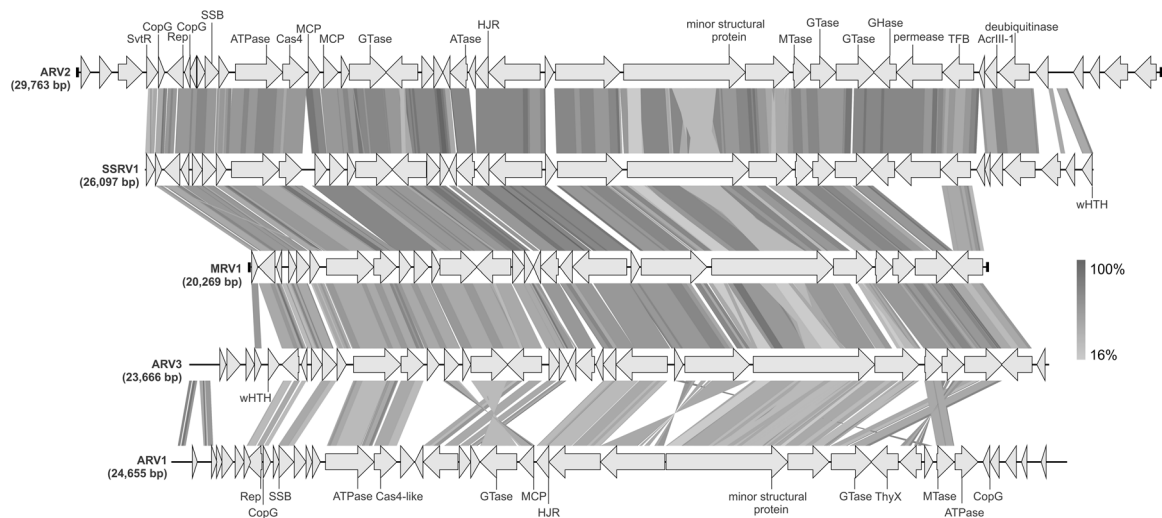 SSB
CopG CopG MCP HJR minor structural GTase GHase deubiquitinase
SvtR Rep ATPase Cas4 MCP GTase ATase protein MTase GTase permease TFB AcrIII-1
ARV2
(29,763 bp)
SSRV1
(26,097 bp)
wHTH
MRV1
(20,269 bp)
100%
16%
ARV3
(23,666 bp)
wHTH
ARV1
(24,655 bp)
Rep SSB ATPase Cas4-like GTase MCP minor structural GTase ThyX MTase CopG
CopG HJR protein ATPase